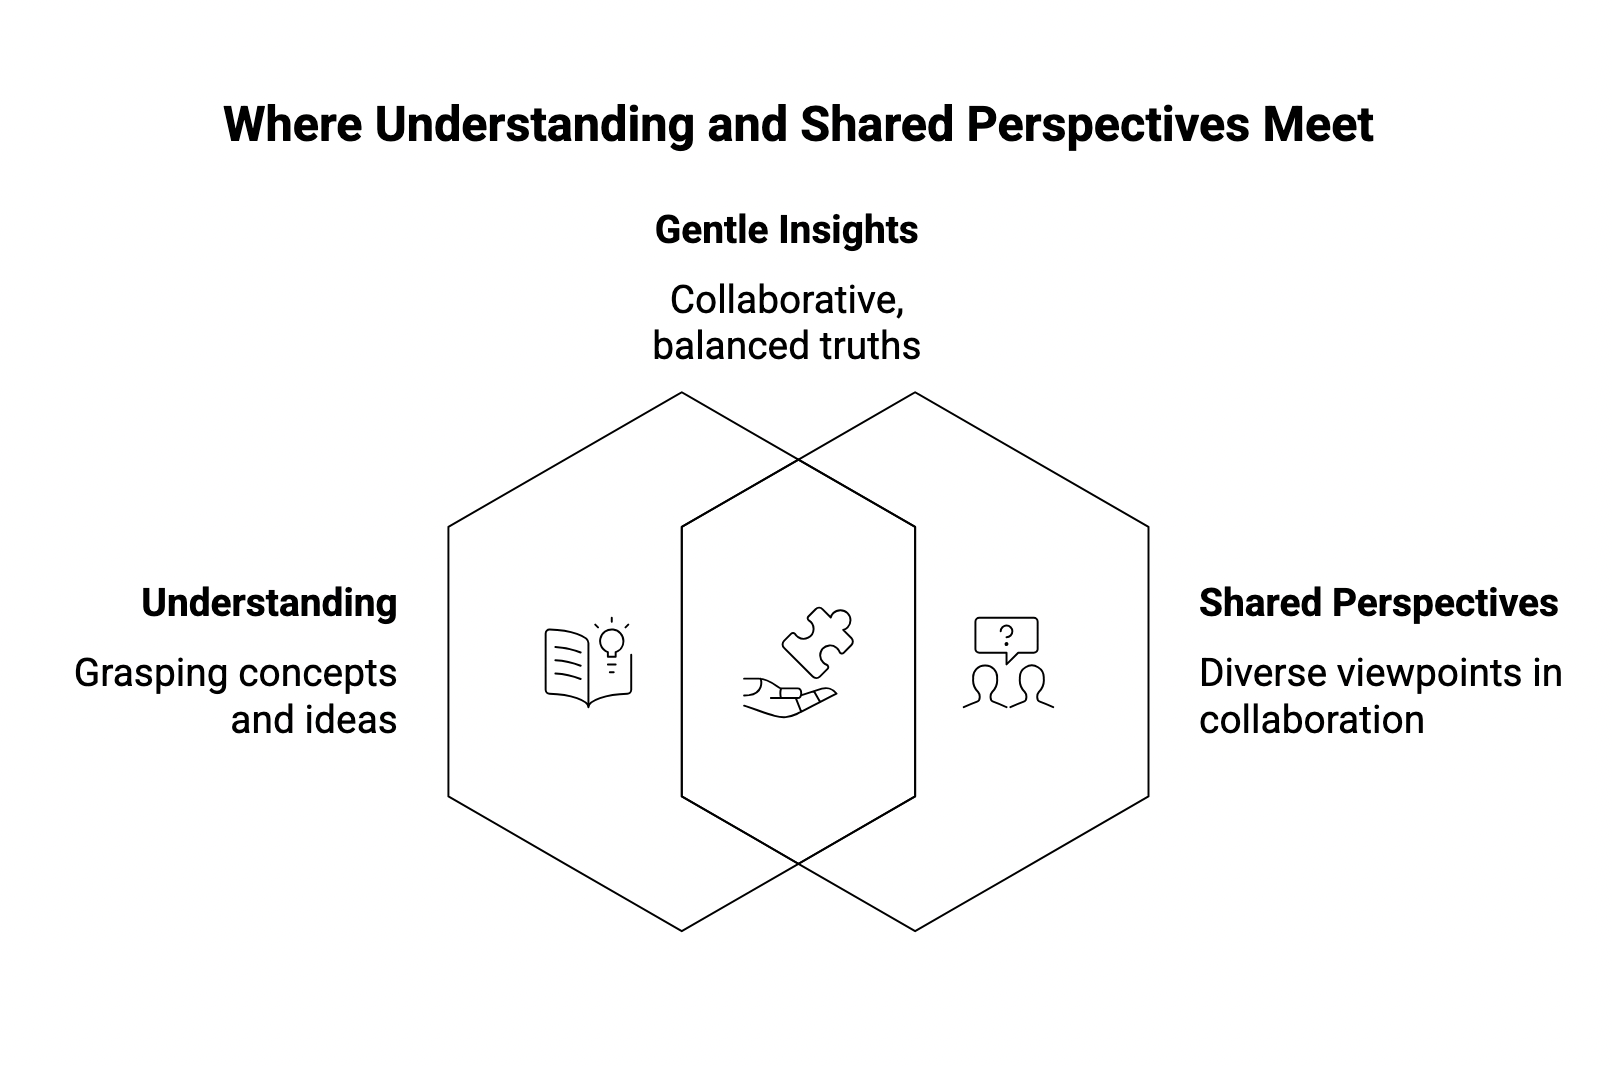 Where Understanding and Shared Perspectives Meet
Gentle Insights
Collaborative,
balanced truths
Understanding
Grasping concepts
and ideas
?
Shared Perspectives
Diverse viewpoints in
collaboration